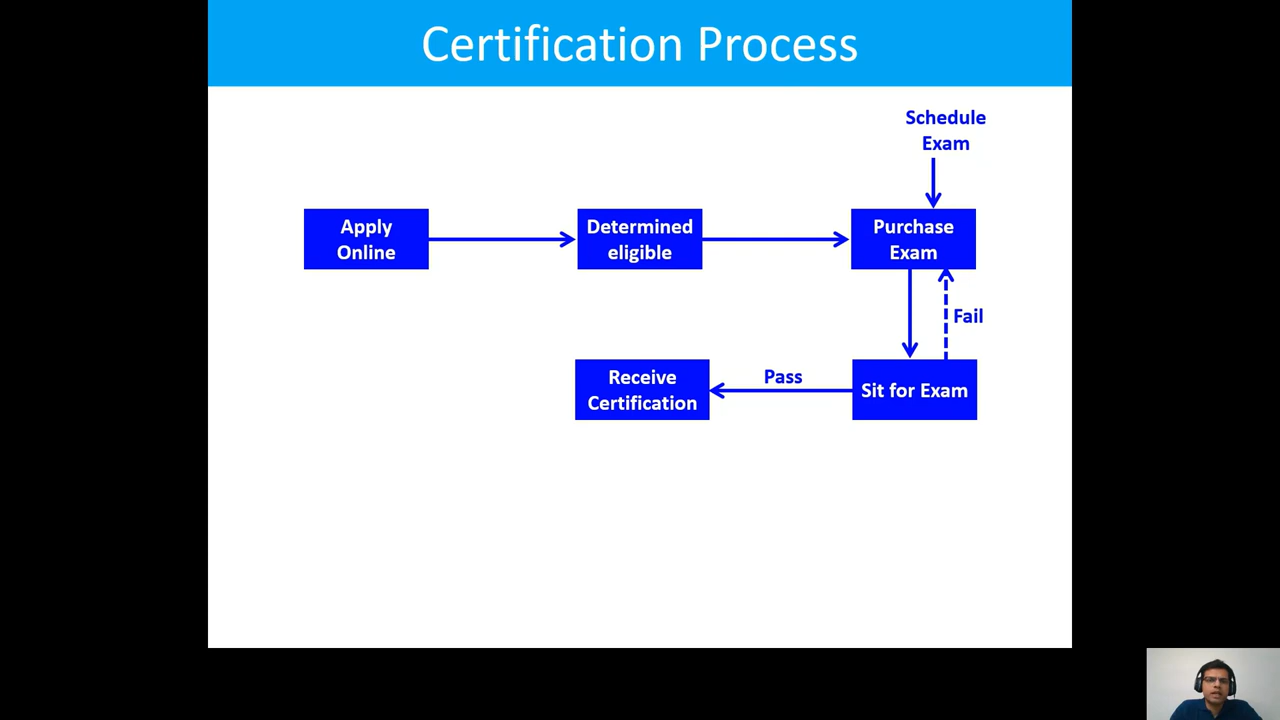 Certification Process
Schedule
Exam
Apply
Online
Determined
eligible
Purchase
Exam
Fail
Receive
Certification
Pass
Sit for Exam